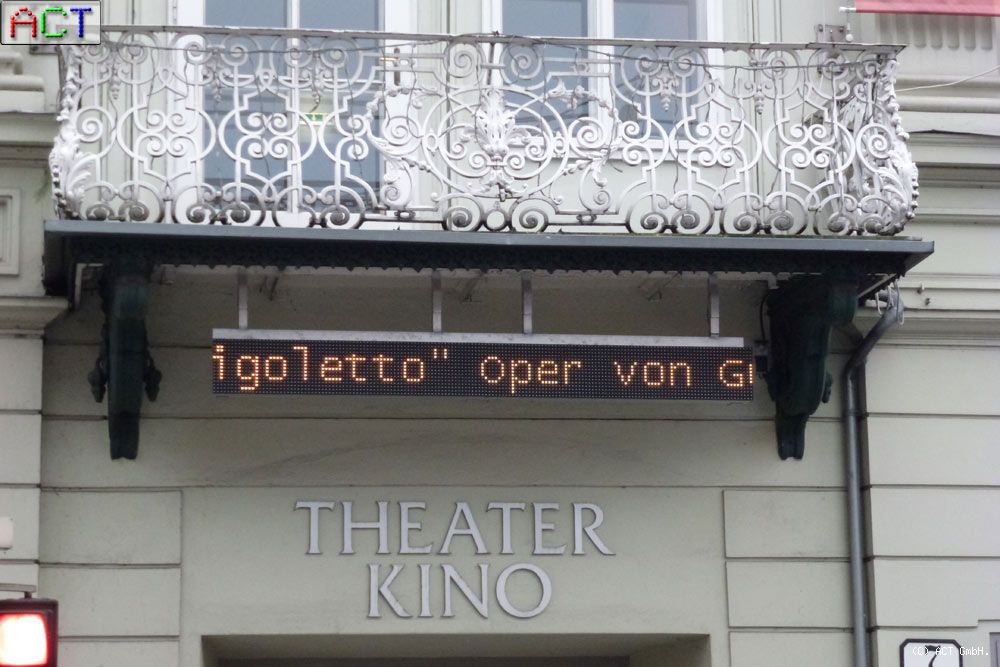 ACT
igoletto" Oper von G
THEATER
KINO
(C) ACT GmbH.